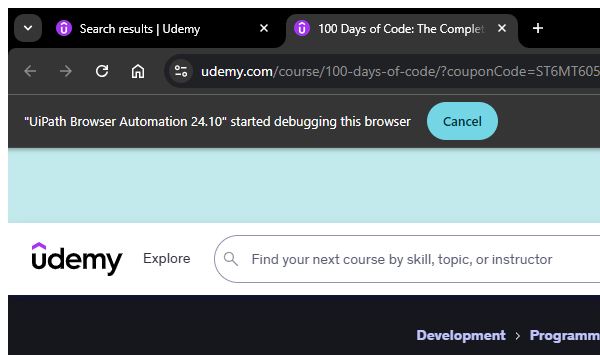 Search results | Udemy
100 Days of Code: The Complet
udemy.com/course/100-days-of-code/?couponCode=ST6MT605
"UiPath Browser Automation 24.10" started debugging this browser
Cancel
udemy
Explore
Find your next course by skill, topic, or instructor
Development > Programm